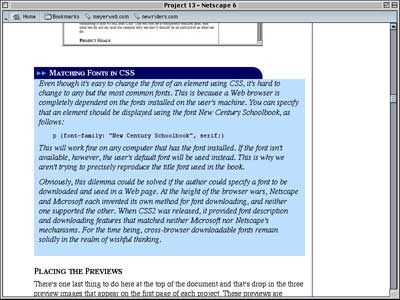 Project 13 - Netscape 6
Home Bookmarks meyerweb.com newriders.com
PROJECT GOALS
MATCHING FONTS IN CSS
Even though it's easy to change the font of an element using CSS, it's hard to
change to any but the most common fonts. This is because a Web browser is
completely dependent on the fonts installed on the user's machine. You can specify
that an element should be displayed using the font New Century Schoolbook, as
follows:
p {font-family: "New Century Schoolbook", serif;}
This will work fine on any computer that has the font installed. If the font isn't
available, however, the user's default font will be used instead. This is why we
aren't trying to precisely reproduce the title font used in the book.
Obviously, this dilemma could be solved if the author could specify a font to be
downloaded and used in a Web page. At the height of the browser wars, Netscape
and Microsoft each invented its own method for font downloading, and neither
one supported the other. When CSS2 was released, it provided font description
and downloading features that matched neither Microsoft nor Netscape's
mechanisms. For the time being, cross-browser downloadable fonts remain
solidly in the realm of wishful thinking.
PLACING THE PREVIEWS
There's one last thing to do here at the top of the document and that's drop in the three
preview images that appear on the first page of each project. These previews are